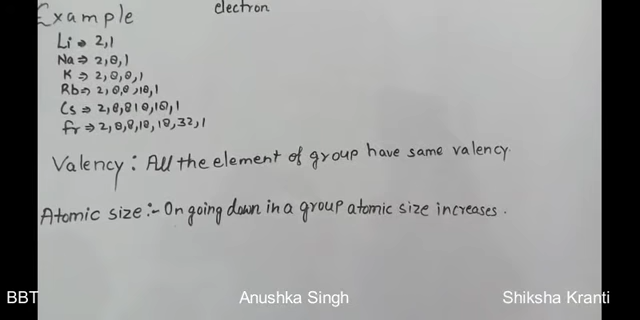 electron
Example
Li ⇒ 2,1
Na ⇒ 2,8,1
K ⇒ 2,8,8,1
Rb ⇒ 2,8,8,18,1
Cs ⇒ 2,8,8 18,18,1
Fr ⇒ 2,8,8,18,18,32,1
Valency : All the element of group have same valency.
Atomic size :- On going down in a group atomic size increases.
BBT Anushka Singh Shiksha Kranti